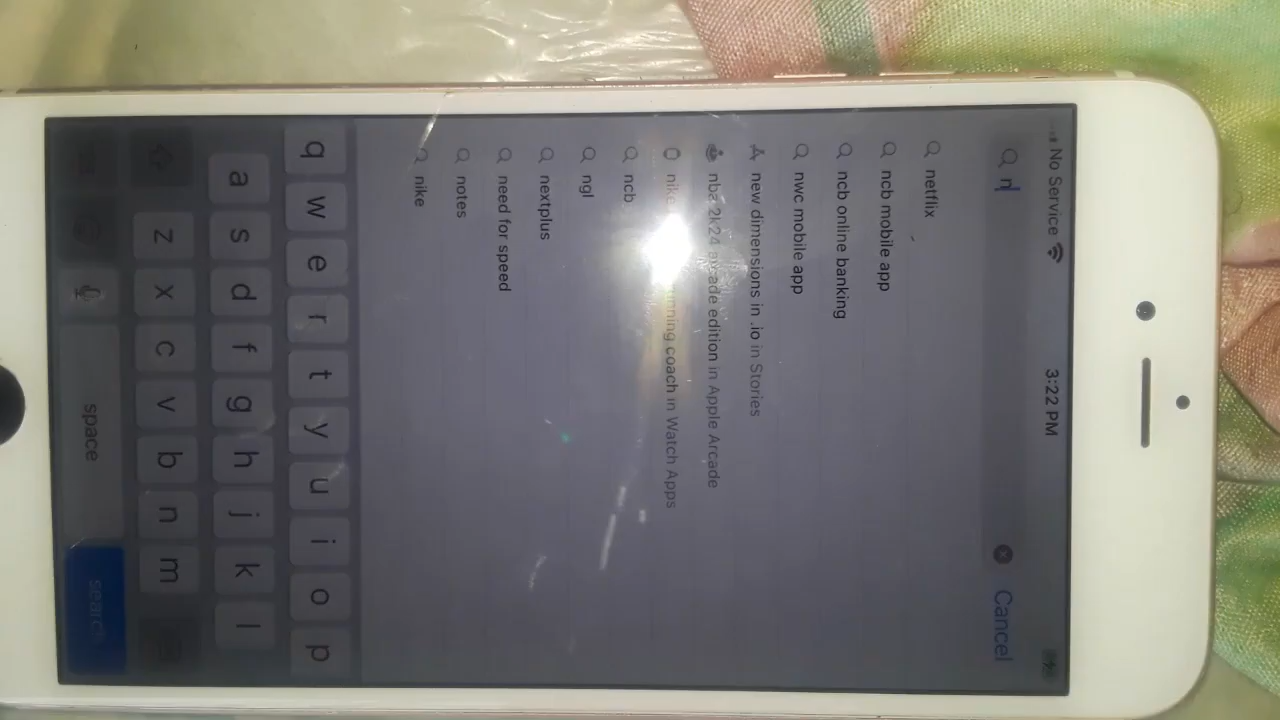 No Service 3:22 PM
n Cancel
netflix
ncb mobile app
ncb online banking
nwc mobile app
new dimensions in .io in Stories
nba 2k24 arcade edition in Apple Arcade
nike running coach in Watch Apps
ncb
ngl
nextplus
need for speed
notes
nike
q w e r t y u i o p
a s d f g h j k l
z x c v b n m
space search